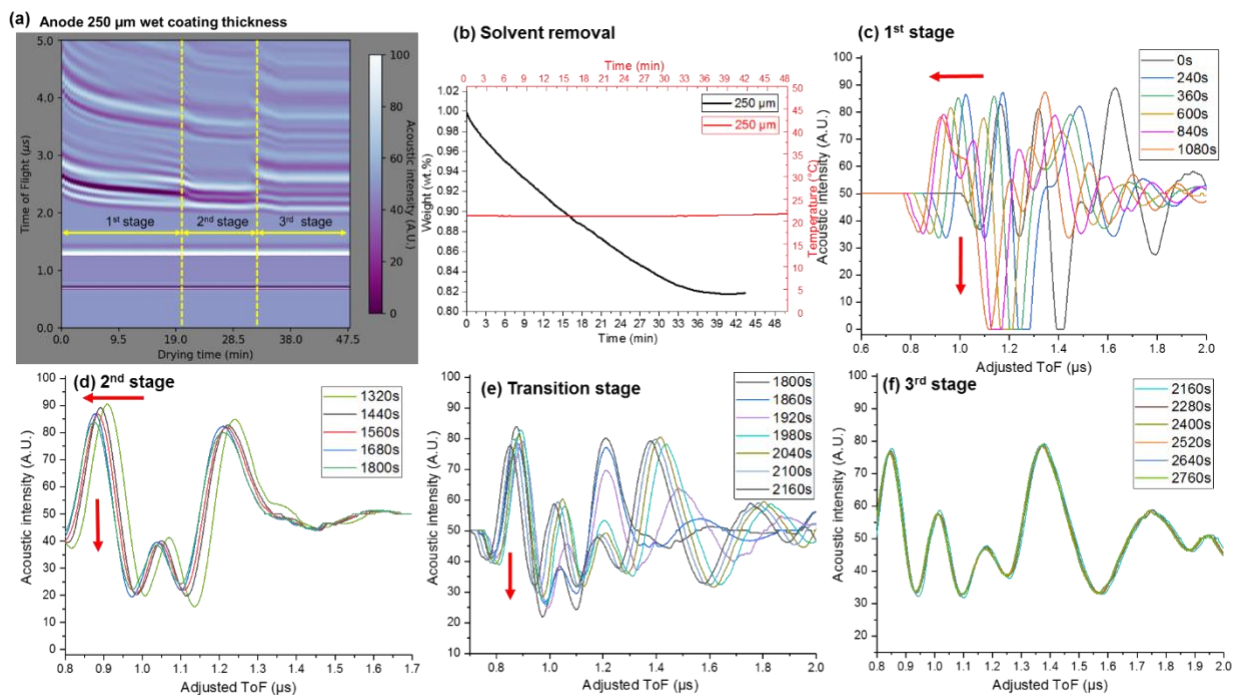 (a) Anode 250 µm wet coating thickness
5.0
4.0
3.0
2.0
1.0
0.0
Time of Flight (µs)
1st stage
2nd stage
3rd stage
0.0 9.5 19.0 28.5 38.0 47.5
Drying time (min)
100
80
60
40
20
0
Acoustic intensity (A.U.)
(b) Solvent removal
Time (min)
0 3 6 9 12 15 18 21 24 27 30 33 36 39 42 45 48
1.02
1.00
0.98
0.96
0.94
0.92
0.90
0.88
0.86
0.84
0.82
0.80
Weight (wt.%)
250 µm
250 µm
50
45
40
35
30
25
20
15
10
5
0
Temperature (°C)
0 3 6 9 12 15 18 21 24 27 30 33 36 39 42 45 48
Time (min)
(c) 1st stage
100
90
80
70
60
50
40
30
20
10
0
Acoustic intensity (A.U.)
0s
240s
360s
600s
840s
1080s
0.6 0.8 1.0 1.2 1.4 1.6 1.8 2.0
Adjusted ToF (µs)
(d) 2nd stage
100
90
80
70
60
50
40
30
20
10
0
Acoustic intensity (A.U.)
1320s
1440s
1560s
1680s
1800s
0.8 0.9 1.0 1.1 1.2 1.3 1.4 1.5 1.6 1.7
Adjusted ToF (µs)
(e) Transition stage
100
90
80
70
60
50
40
30
20
10
Acoustic intensity (A.U.)
1800s
1860s
1920s
1980s
2040s
2100s
2160s
0.8 1.0 1.2 1.4 1.6 1.8 2.0
Adjusted ToF (µs)
(f) 3rd stage
100
90
80
70
60
50
40
30
20
Acoustic intensity (A.U.)
2160s
2280s
2400s
2520s
2640s
2760s
0.8 1.0 1.2 1.4 1.6 1.8 2.0
Adjusted ToF (µs)